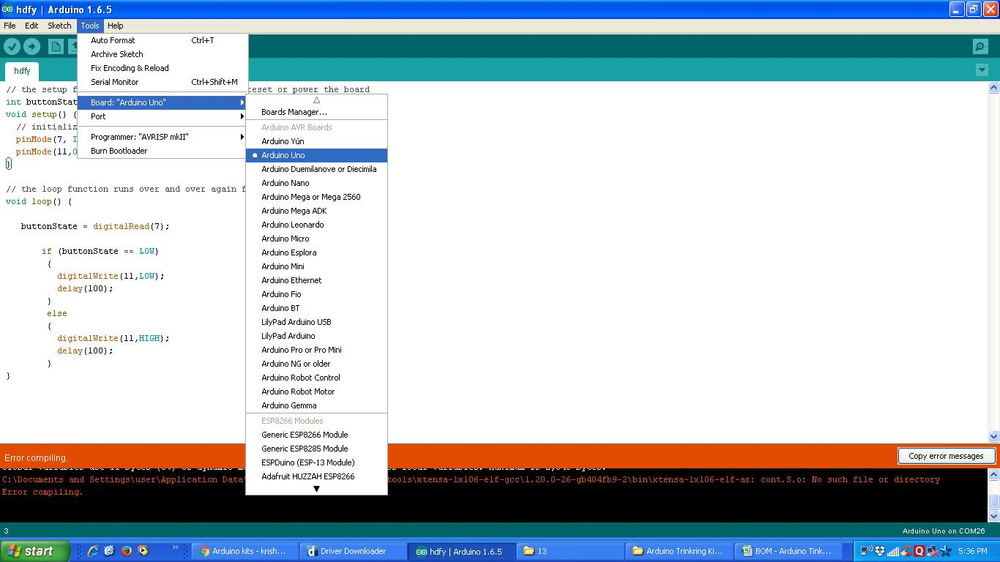 hdfy | Arduino 1.6.5
File Edit Sketch Tools Help
hdfy
Auto Format Ctrl+T
Archive Sketch
Fix Encoding & Reload
Serial Monitor Ctrl+Shift+M
Board: "Arduino Uno"
Port
Programmer: "AVRISP mkII"
Burn Bootloader
Boards Manager...
Arduino AVR Boards
Arduino Yún
Arduino Uno
Arduino Duemilanove or Diecimila
Arduino Nano
Arduino Mega or Mega 2560
Arduino Mega ADK
Arduino Leonardo
Arduino Micro
Arduino Esplora
Arduino Mini
Arduino Ethernet
Arduino Fio
Arduino BT
LilyPad Arduino USB
LilyPad Arduino
Arduino Pro or Pro Mini
Arduino NG or older
Arduino Robot Control
Arduino Robot Motor
Arduino Gemma
ESP8266 Modules
Generic ESP8266 Module
Generic ESP8285 Module
ESPDuino (ESP-13 Module)
Adafruit HUZZAH ESP8266
// the setup f reset or power the board
int buttonStat
void setup() {
// initializ
pinMode(7, I
pinMode(11,O
}
// the loop function runs over and over again f
void loop() {
buttonState = digitalRead(7);
if (buttonState == LOW)
{
digitalWrite(11,LOW);
delay(100);
}
else
{
digitalWrite(11,HIGH);
delay(100);
}
}
Error compiling.
Copy error messages
C:\Documents and Settings\user\Application Data\ tools\xtensa-lx106-elf-gcc\1.20.0-26-gb404fb9-2\bin\xtensa-lx106-elf-ar: cont.S.o: No such file or directory
Error compiling.
3 Arduino Uno on COM26
start Arduino kits - krish... Driver Downloader hdfy | Arduino 1.6.5 13 Arduino Trinkring Ki... BOM - Arduino Tink... 5:36 PM